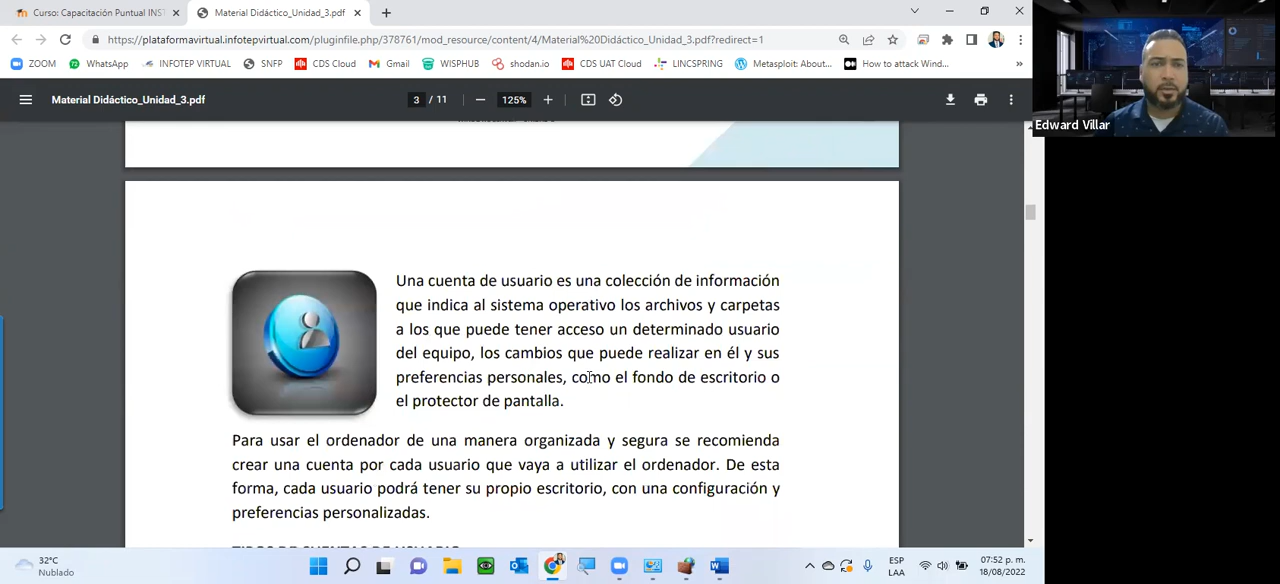 Curso: Capacitación Puntual INST
Material Didáctico_Unidad_3.pdf
https://plataformavirtual.infotepvirtual.com/pluginfile.php/378761/mod_resource/content/4/Material%20Didáctico_Unidad_3.pdf?redirect=1
ZOOM WhatsApp INFOTEP VIRTUAL SNFP CDS Cloud Gmail WISPHUB shodan.io CDS UAT Cloud LINCSPRING Metasploit: About... How to attack Wind... »
Material Didáctico_Unidad_3.pdf 3 / 11 125%
Edward Villar
Una cuenta de usuario es una colección de información
que indica al sistema operativo los archivos y carpetas
a los que puede tener acceso un determinado usuario
del equipo, los cambios que puede realizar en él y sus
preferencias personales, como el fondo de escritorio o
el protector de pantalla.
Para usar el ordenador de una manera organizada y segura se recomienda
crear una cuenta por cada usuario que vaya a utilizar el ordenador. De esta
forma, cada usuario podrá tener su propio escritorio, con una configuración y
preferencias personalizadas.
TIPOS DE CUENTAS DE USUARIO
32°C
Nublado
ESP
LAA
07:52 p. m.
18/08/2022